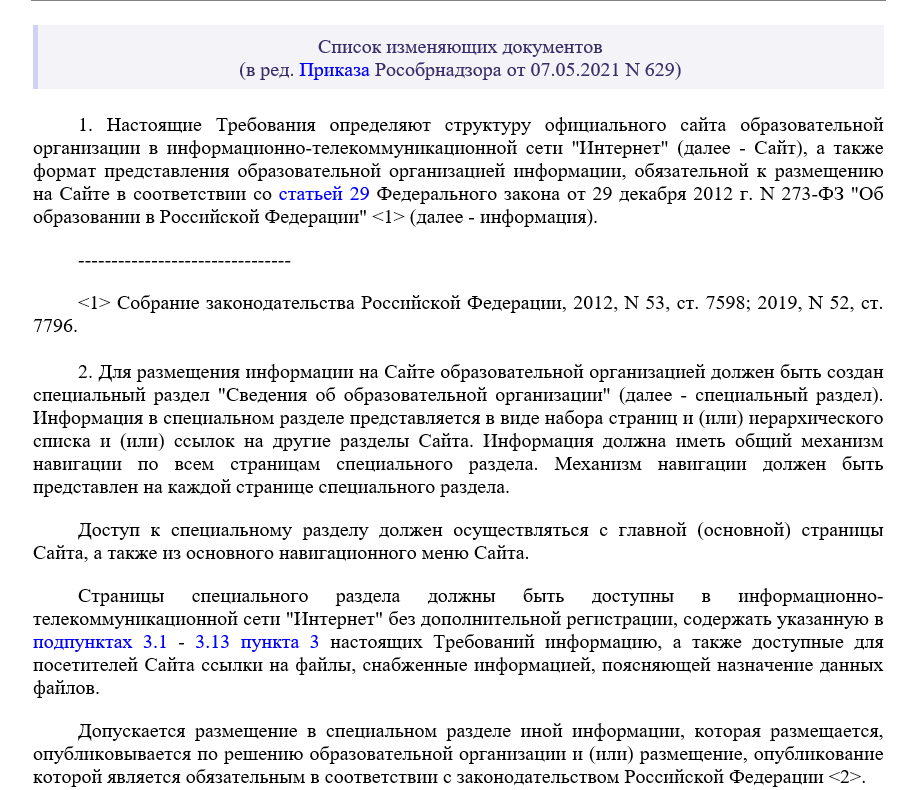 Список изменяющих документов
(в ред. Приказа Рособрнадзора от 07.05.2021 N 629)
1. Настоящие Требования определяют структуру официального сайта образовательной
организации в информационно-телекоммуникационной сети "Интернет" (далее - Сайт), а также
формат представления образовательной организацией информации, обязательной к размещению
на Сайте в соответствии со статьей 29 Федерального закона от 29 декабря 2012 г. N 273-ФЗ "Об
образовании в Российской Федерации" <1> (далее - информация).
--------------------------------
<1> Собрание законодательства Российской Федерации, 2012, N 53, ст. 7598; 2019, N 52, ст.
7796.
2. Для размещения информации на Сайте образовательной организацией должен быть создан
специальный раздел "Сведения об образовательной организации" (далее - специальный раздел).
Информация в специальном разделе представляется в виде набора страниц и (или) иерархического
списка и (или) ссылок на другие разделы Сайта. Информация должна иметь общий механизм
навигации по всем страницам специального раздела. Механизм навигации должен быть
представлен на каждой странице специального раздела.
Доступ к специальному разделу должен осуществляться с главной (основной) страницы
Сайта, а также из основного навигационного меню Сайта.
Страницы специального раздела должны быть доступны в информационно-
телекоммуникационной сети "Интернет" без дополнительной регистрации, содержать указанную в
подпунктах 3.1 - 3.13 пункта 3 настоящих Требований информацию, а также доступные для
посетителей Сайта ссылки на файлы, снабженные информацией, поясняющей назначение данных
файлов.
Допускается размещение в специальном разделе иной информации, которая размещается,
опубликовывается по решению образовательной организации и (или) размещение, опубликование
которой является обязательным в соответствии с законодательством Российской Федерации <2>.